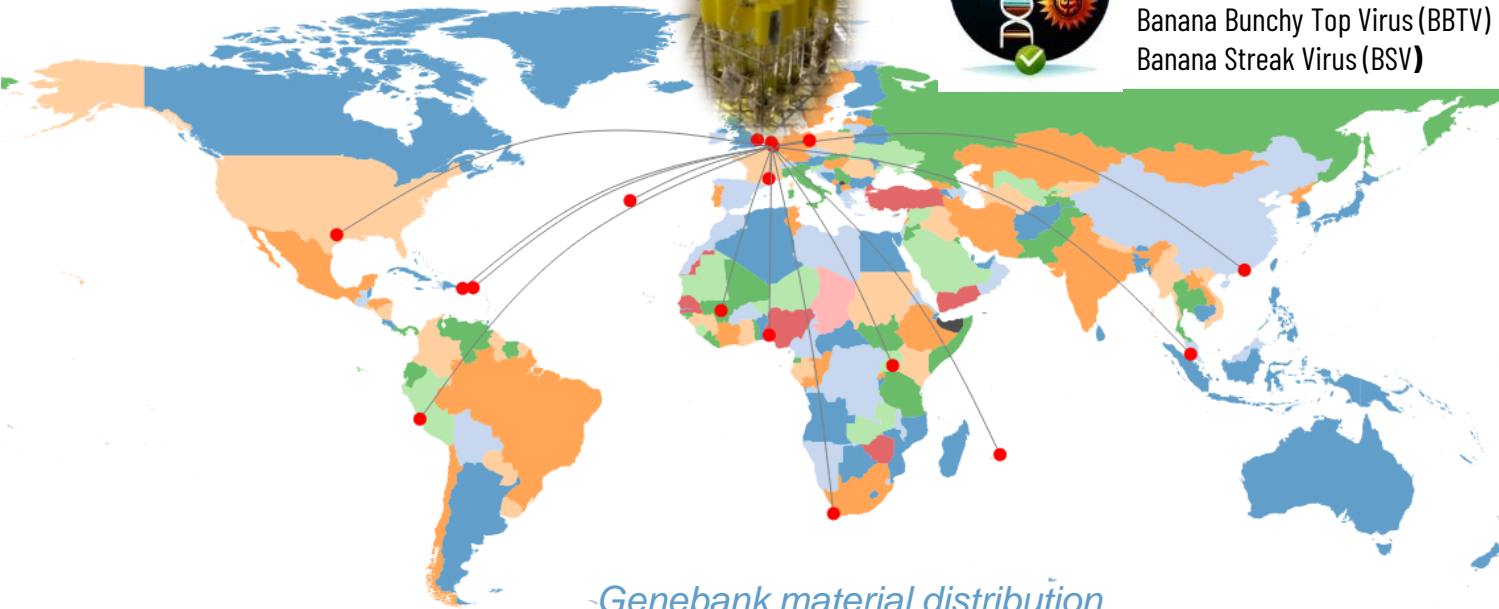 Banana Bunchy Top Virus (BBTV)
Banana Streak Virus (BSV)
Genebank material distribution